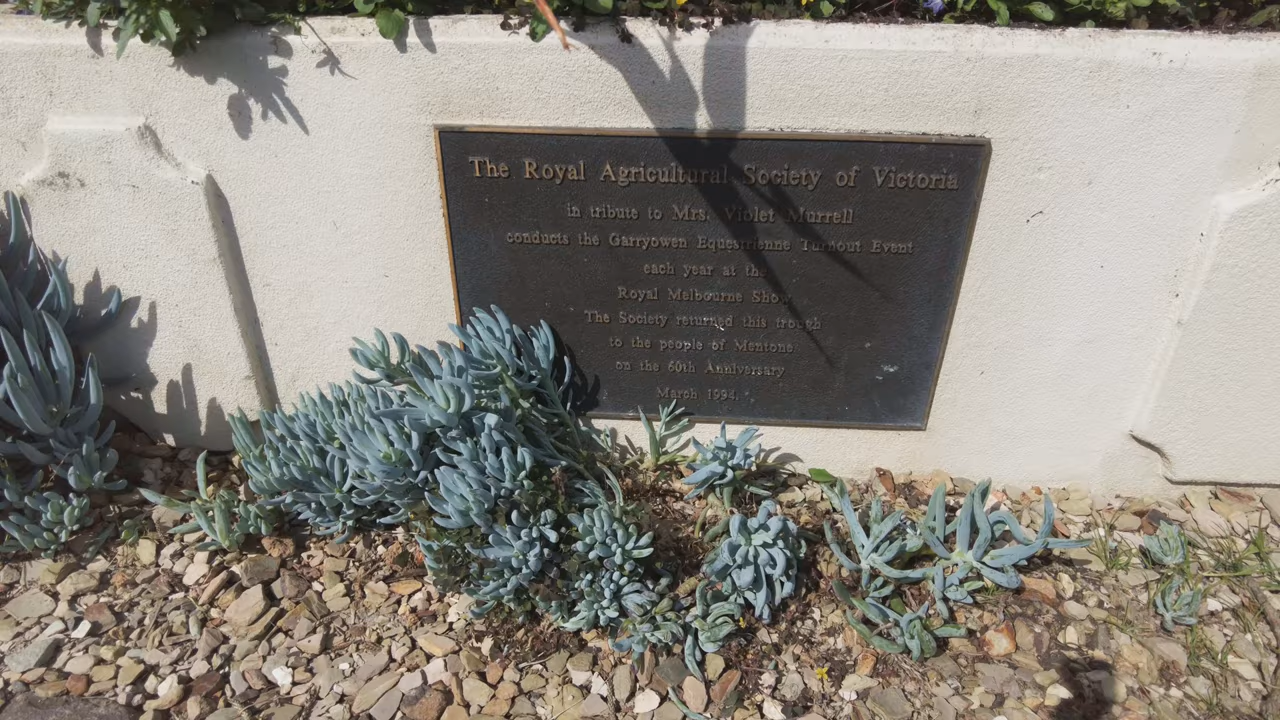 The Royal Agricultural Society of Victoria
in tribute to Mrs. Violet Murrell
conducts the Garryowen Equestrienne Turnout Event
each year at the
Royal Melbourne Show
The Society returned this trough
to the people of Mentone
on the 60th Anniversary
March 1994.